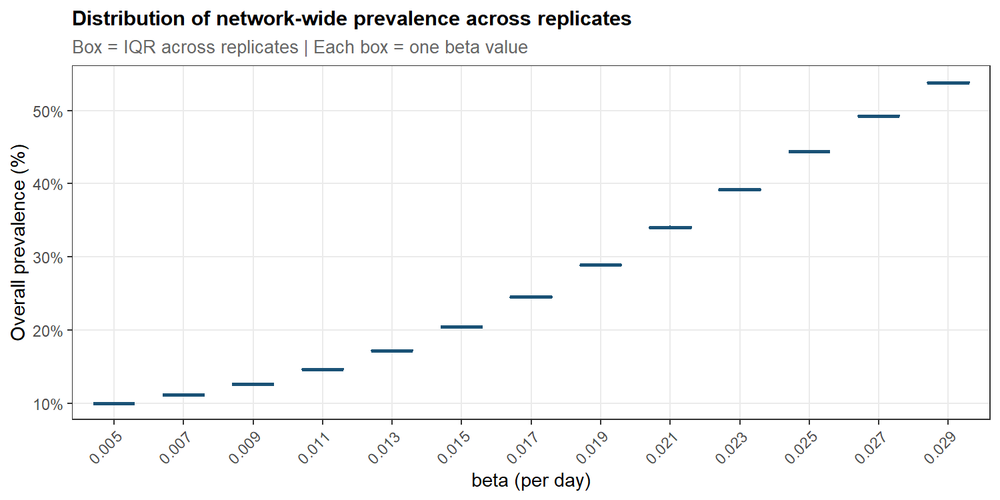 Distribution of network-wide prevalence across replicates
Box = IQR across replicates | Each box = one beta value
Overall prevalence (%)
50%
40%
30%
20%
10%
0.005 0.007 0.009 0.011 0.013 0.015 0.017 0.019 0.021 0.023 0.025 0.027 0.029
beta (per day)